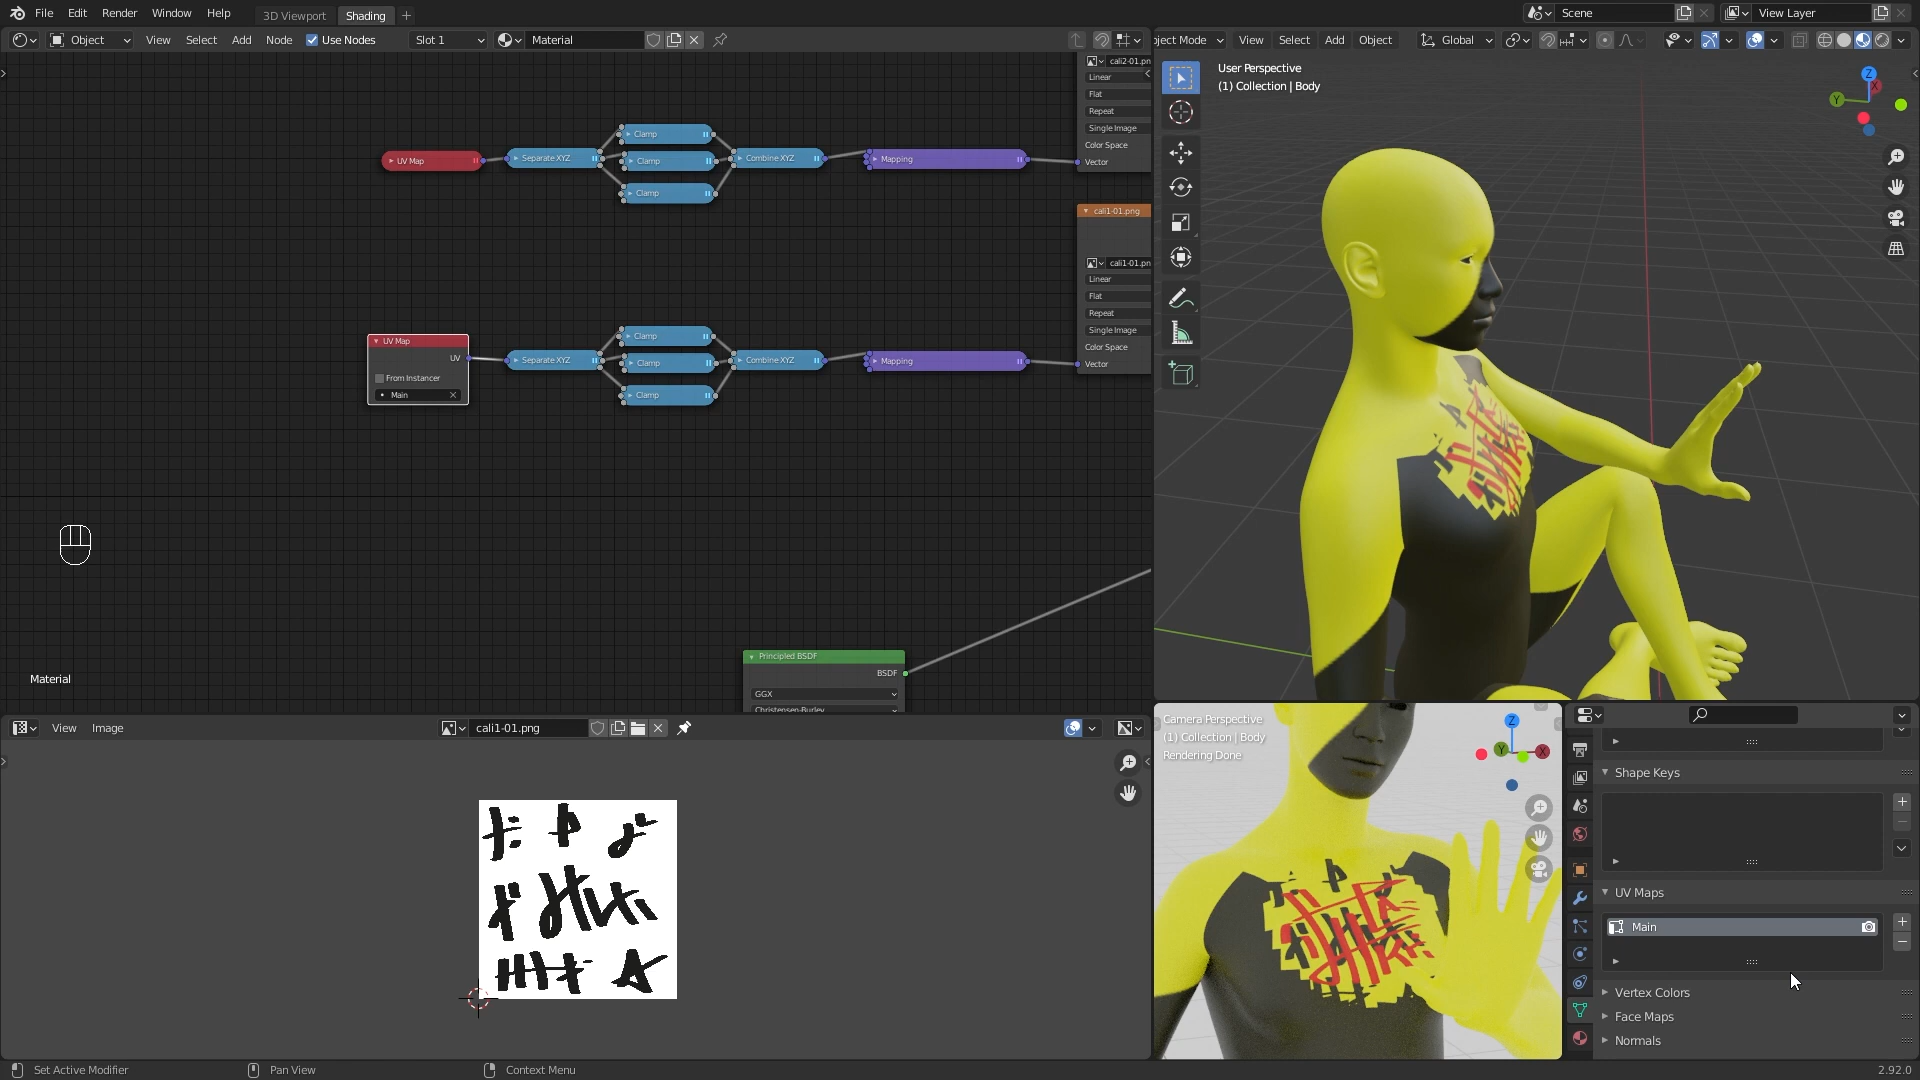 File Edit Render Window Help 3D Viewport Shading + Scene View Layer
Object View Select Add Node Use Nodes Slot 1 Material
ject Mode View Select Add Object Global
User Perspective
(1) Collection | Body
cali2-01.pn
Linear
Flat
Repeat
Single Image
Color Space
Vector
UV Map Separate XYZ Clamp Clamp Clamp Combine XYZ Mapping
cali1-01.png
cali1-01.pn
Linear
Flat
Repeat
Single Image
Color Space
Vector
UV Map
UV
From Instancer
Main
Separate XYZ Clamp Clamp Clamp Combine XYZ Mapping
Principled BSDF
BSDF
GGX
Christensen-Burley
Material
View Image cali1-01.png
Camera Perspective
(1) Collection | Body
Rendering Done
Shape Keys
UV Maps
Main
Vertex Colors
Face Maps
Normals
Set Active Modifier Pan View Context Menu 2.92.0